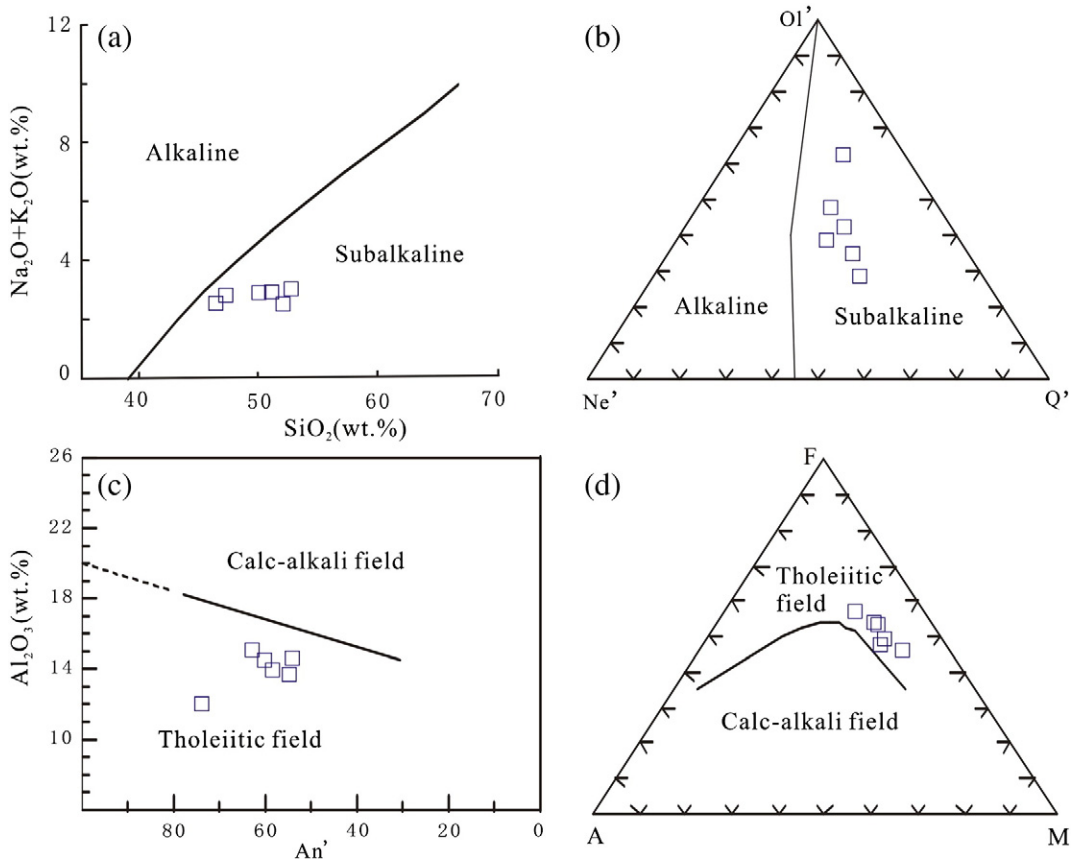 (a)
12
8
4
0
Na₂O+K₂O(wt.%)
Alkaline
Subalkaline
40 50 60 70
SiO₂(wt.%)
(b)
Ol’
Alkaline
Subalkaline
Ne’
Q’
(c)
26
22
18
14
10
Al₂O₃(wt.%)
Calc-alkali field
Tholeiitic field
80 60 40 20 0
An’
(d)
F
Tholeiitic
field
Calc-alkali field
A
M